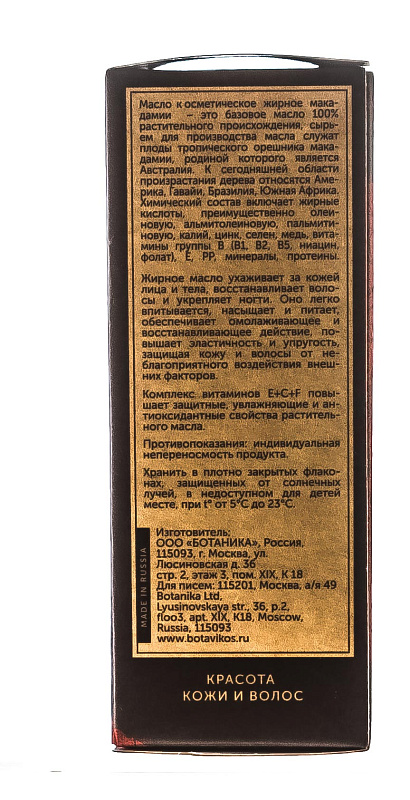 Масло косметическое жирное мака-
дамии – это базовое масло 100%
растительного происхождения, сырь-
ем для производства масла служат
плоды тропического орешника мака-
дамии, родиной которого является
Австралия. К сегодняшней области
произрастания дерева относятся Аме-
рика, Гавайи, Бразилия, Южная Африка.
Химический состав включает жирные
кислоты, преимущественно олеи-
новую, альмитолеиновую, пальмити-
новую, калий, цинк, селен, медь, вита-
мины группы B (B1, B2, B5, ниацин,
фолат), E, PP, минералы, протеины.
Жирное масло ухаживает за кожей
лица и тела, восстанавливает воло-
сы и укрепляет ногти. Оно легко
впитывается, насыщает и питает,
обеспечивает омолаживающее и
восстанавливающее действие, по-
вышает эластичность и упругость,
защищая кожу и волосы от не-
благоприятного воздействия внеш-
них факторов.
Комплекс витаминов E+C+F повы-
шает защитные, увлажняющие и ан-
тиоксидантные свойства раститель-
ного масла.
Противопоказания: индивидуальная
непереносмость продукта.
Хранить в плотно закрытых флако-
нах, защищенных от солнечных
лучей, в недоступном для детей
месте, при t° от 5°C до 23°C.
MADE IN RUSSIA
Изготовитель:
ООО «БОТАНИКА», Россия,
115093, г. Москва, ул.
Люсиновская д. 36
стр. 2, этаж 3, пом. XIX, К 18
Для писем: 115201, Москва, а/я 49
Botanika Ltd,
Lyusinovskaya str., 36, p.2,
floo3, apt. XIX, K18, Moscow,
Russia, 115093
www.botavikos.ru
КРАСОТА
КОЖИ И ВОЛОС